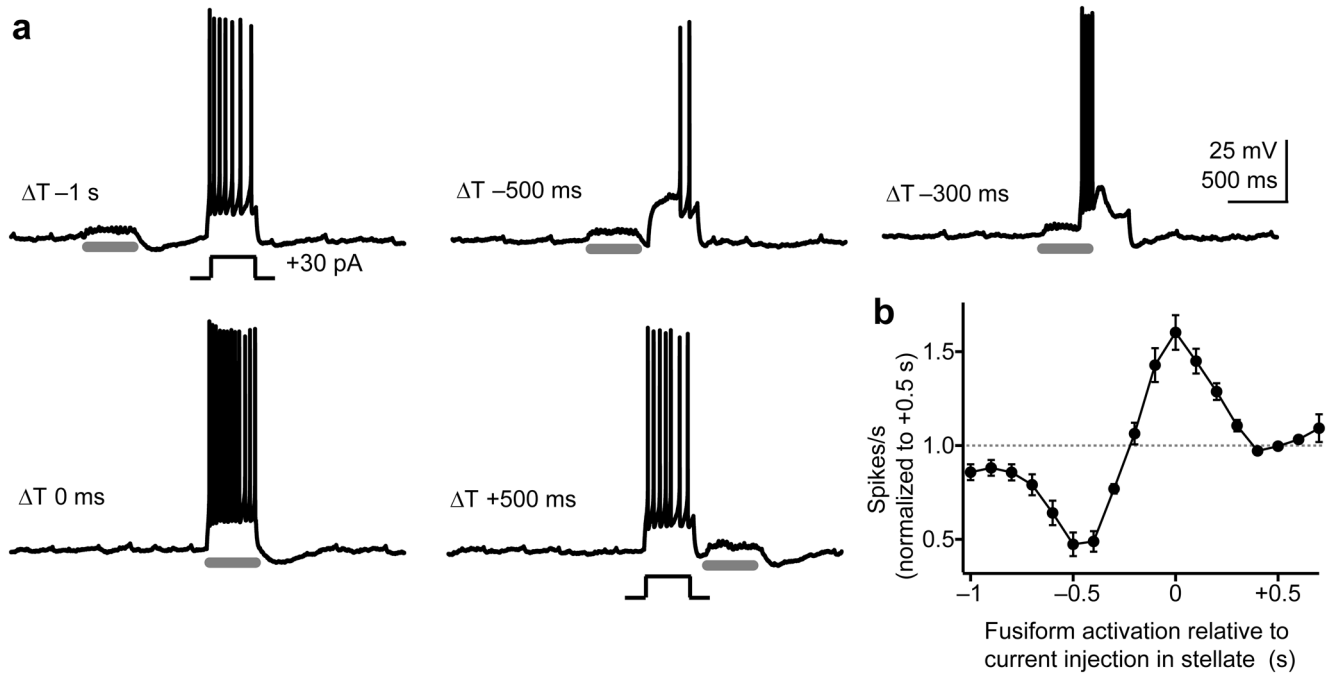 a
ΔT –1 s
+30 pA
ΔT –500 ms
ΔT –300 ms
25 mV
500 ms
ΔT 0 ms
ΔT +500 ms
b
Spikes/s
(normalized to +0.5 s)
1.5
1.0
0.5
–1
–0.5
0
+0.5
Fusiform activation relative to
current injection in stellate (s)